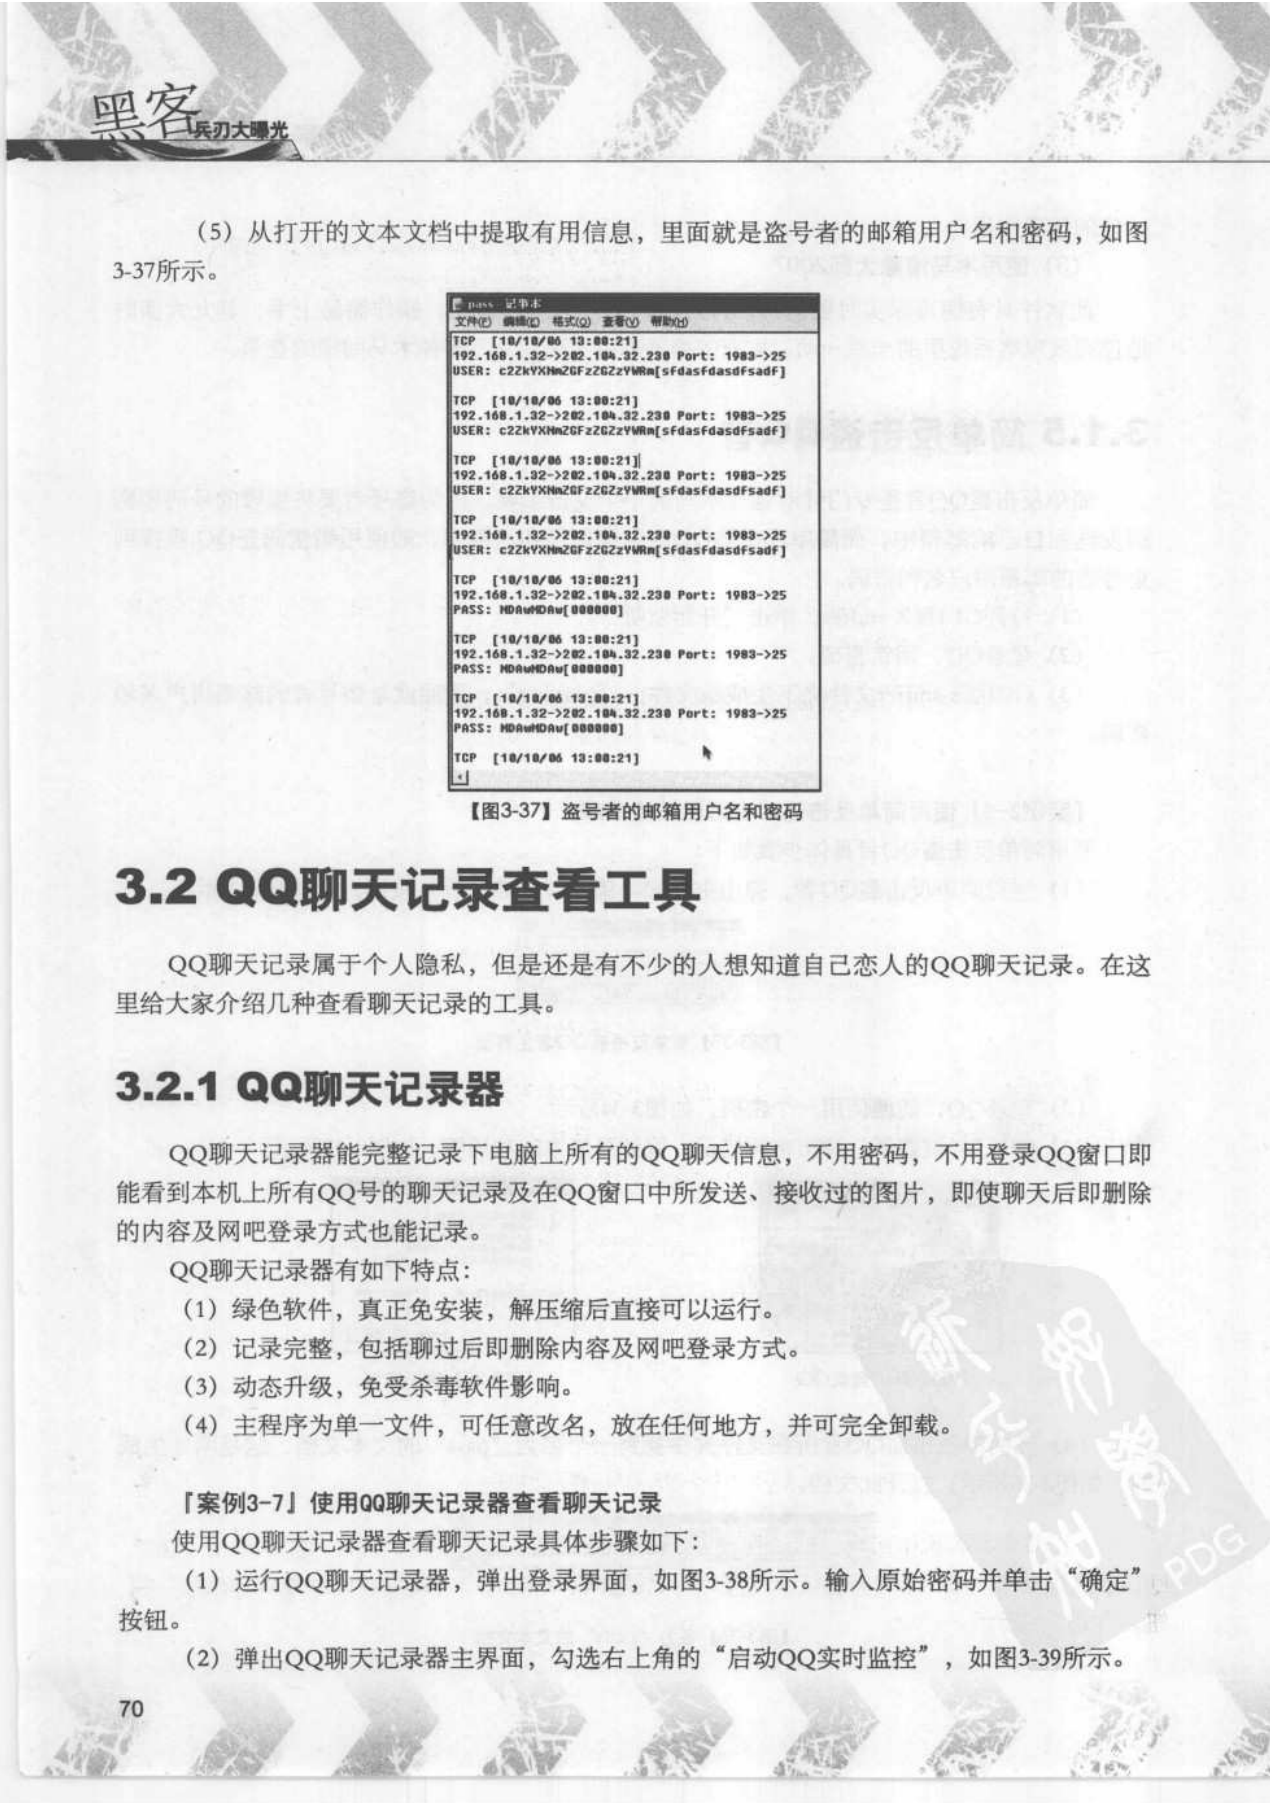 黑客
兵刃大曝光
（5）从打开的文本文档中提取有用信息，里面就是盗号者的邮箱用户名和密码，如图
3-37所示。
pass - 记事本
文件(F) 编辑(E) 格式(O) 查看(V) 帮助(H)
TCP [10/10/06 13:00:21]
192.168.1.32->202.104.32.230 Port: 1983->25
USER: c2ZkYXNmZGFzZGZzYWRm[sfdasfdasdfsadf]
TCP [10/10/06 13:00:21]
192.168.1.32->202.104.32.230 Port: 1983->25
USER: c2ZkYXNmZGFzZGZzYWRm[sfdasfdasdfsadf]
TCP [10/10/06 13:00:21]
192.168.1.32->202.104.32.230 Port: 1983->25
USER: c2ZkYXNmZGFzZGZzYWRm[sfdasfdasdfsadf]
TCP [10/10/06 13:00:21]
192.168.1.32->202.104.32.230 Port: 1983->25
USER: c2ZkYXNmZGFzZGZzYWRm[sfdasfdasdfsadf]
TCP [10/10/06 13:00:21]
192.168.1.32->202.104.32.230 Port: 1983->25
PASS: MDAwMDAw[000000]
TCP [10/10/06 13:00:21]
192.168.1.32->202.104.32.230 Port: 1983->25
PASS: MDAwMDAw[000000]
TCP [10/10/06 13:00:21]
192.168.1.32->202.104.32.230 Port: 1983->25
PASS: MDAwMDAw[000000]
TCP [10/10/06 13:00:21]
【图3-37】盗号者的邮箱用户名和密码
3.2 QQ聊天记录查看工具
QQ聊天记录属于个人隐私，但是还是有不少的人想知道自己恋人的QQ聊天记录。在这
里给大家介绍几种查看聊天记录的工具。
3.2.1 QQ聊天记录器
QQ聊天记录器能完整记录下电脑上所有的QQ聊天信息，不用密码，不用登录QQ窗口即
能看到本机上所有QQ号的聊天记录及在QQ窗口中所发送、接收过的图片，即使聊天后即删除
的内容及网吧登录方式也能记录。
QQ聊天记录器有如下特点：
（1）绿色软件，真正免安装，解压缩后直接可以运行。
（2）记录完整，包括聊过后即删除内容及网吧登录方式。
（3）动态升级，免受杀毒软件影响。
（4）主程序为单一文件，可任意改名，放在任何地方，并可完全卸载。
『案例3-7』使用QQ聊天记录器查看聊天记录
使用QQ聊天记录器查看聊天记录具体步骤如下：
（1）运行QQ聊天记录器，弹出登录界面，如图3-38所示。输入原始密码并单击“确定”
按钮。
（2）弹出QQ聊天记录器主界面，勾选右上角的“启动QQ实时监控”，如图3-39所示。
PDG
70